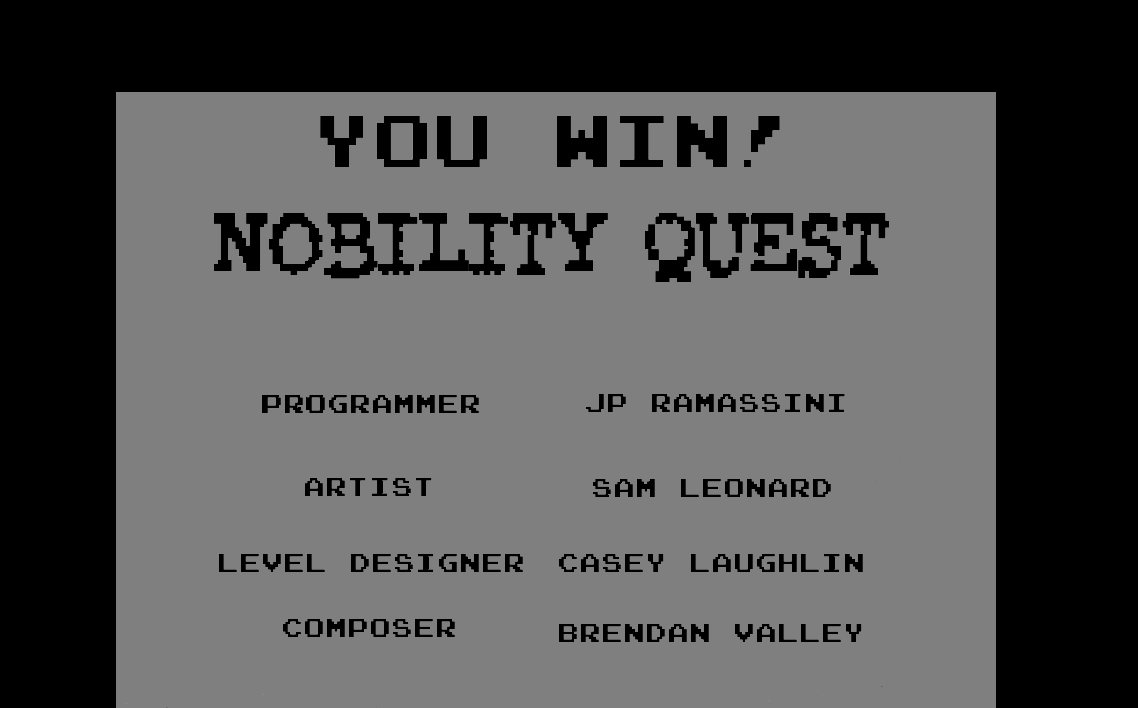 YOU WIN!
NOBILITY QUEST
PROGRAMMER JP RAMASSINI
ARTIST SAM LEONARD
LEVEL DESIGNER CASEY LAUGHLIN
COMPOSER BRENDAN VALLEY